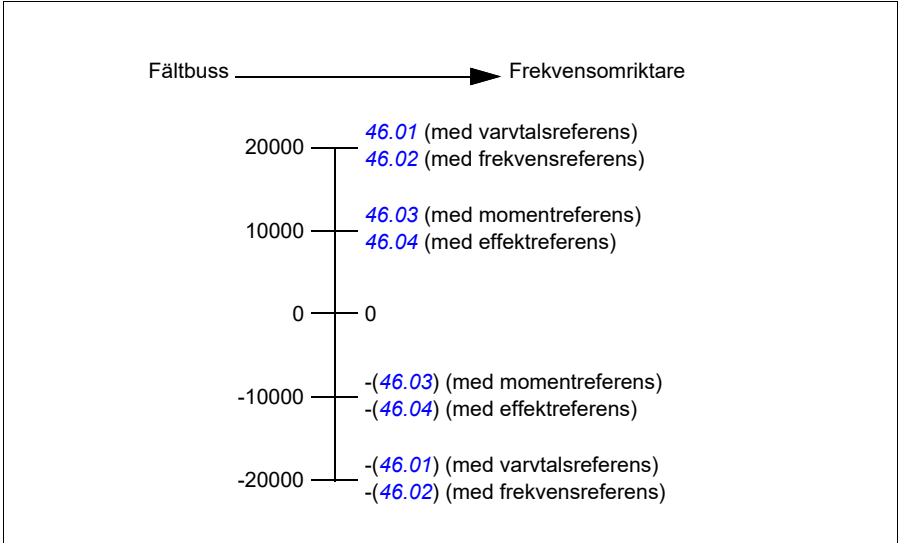 Fältbuss Frekvensomriktare
46.01 (med varvtalsreferens)
20000
46.02 (med frekvensreferens)
46.03 (med momentreferens)
10000
46.04 (med effektreferens)
0 0
-(46.03) (med momentreferens)
-10000
-(46.04) (med effektreferens)
-(46.01) (med varvtalsreferens)
-20000
-(46.02) (med frekvensreferens)